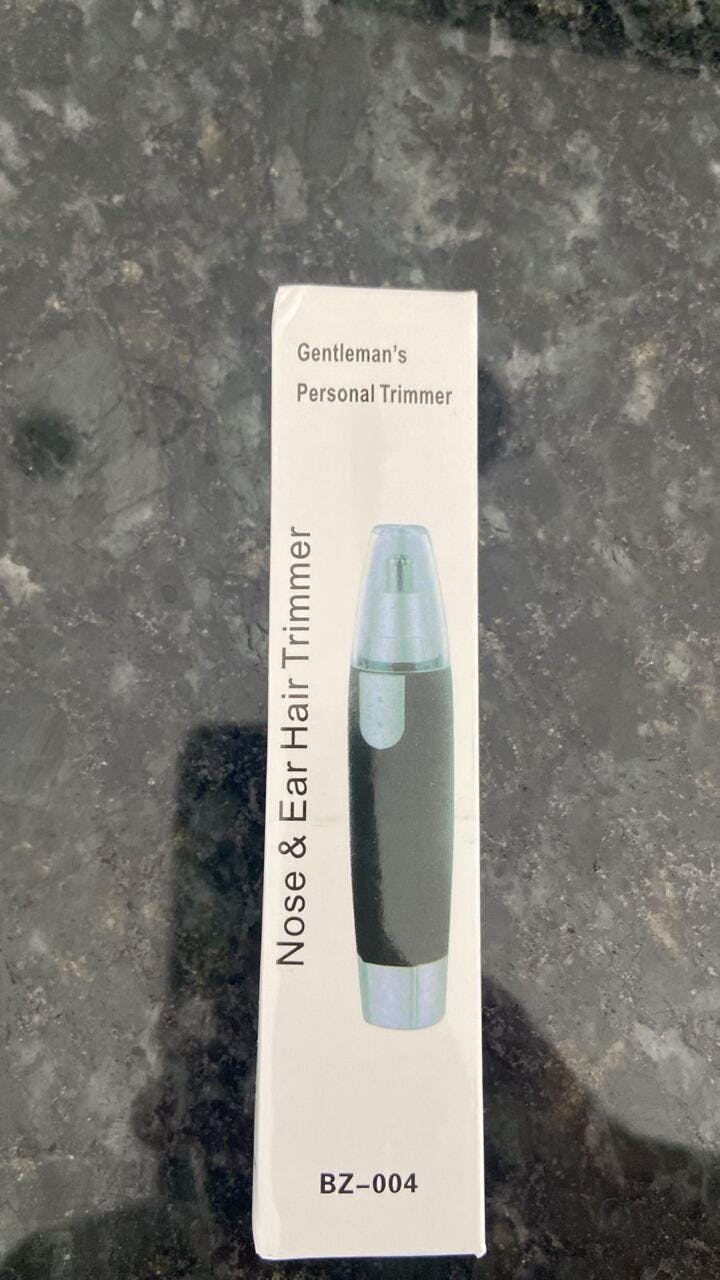 Gentleman's
Personal Trimmer
Nose & Ear Hair Trimmer
BZ-004